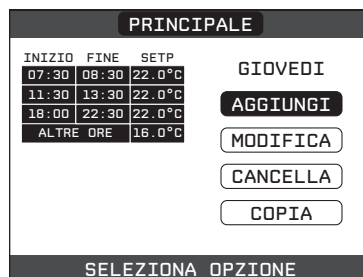 PRINCIPALE
INIZIO FINE SETP
07:30 08:30 22.0°C
11:30 13:30 22.0°C
18:00 22:30 22.0°C
ALTRE ORE 16.0°C
GIOVEDI
AGGIUNGI
MODIFICA
CANCELLA
COPIA
SELEZIONA OPZIONE